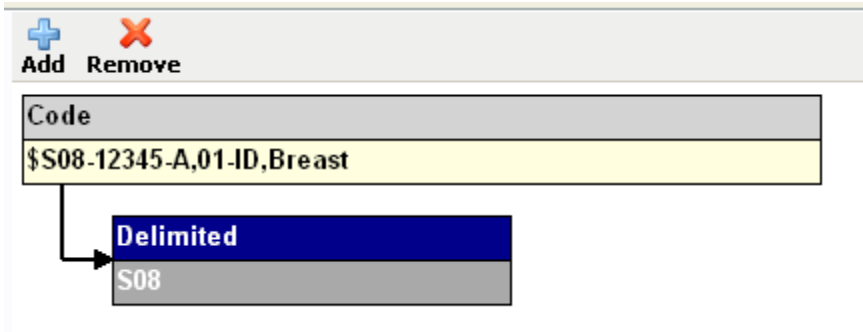 Add Remove
Code
$S08-12345-A,01-ID,Breast
Delimited
S08